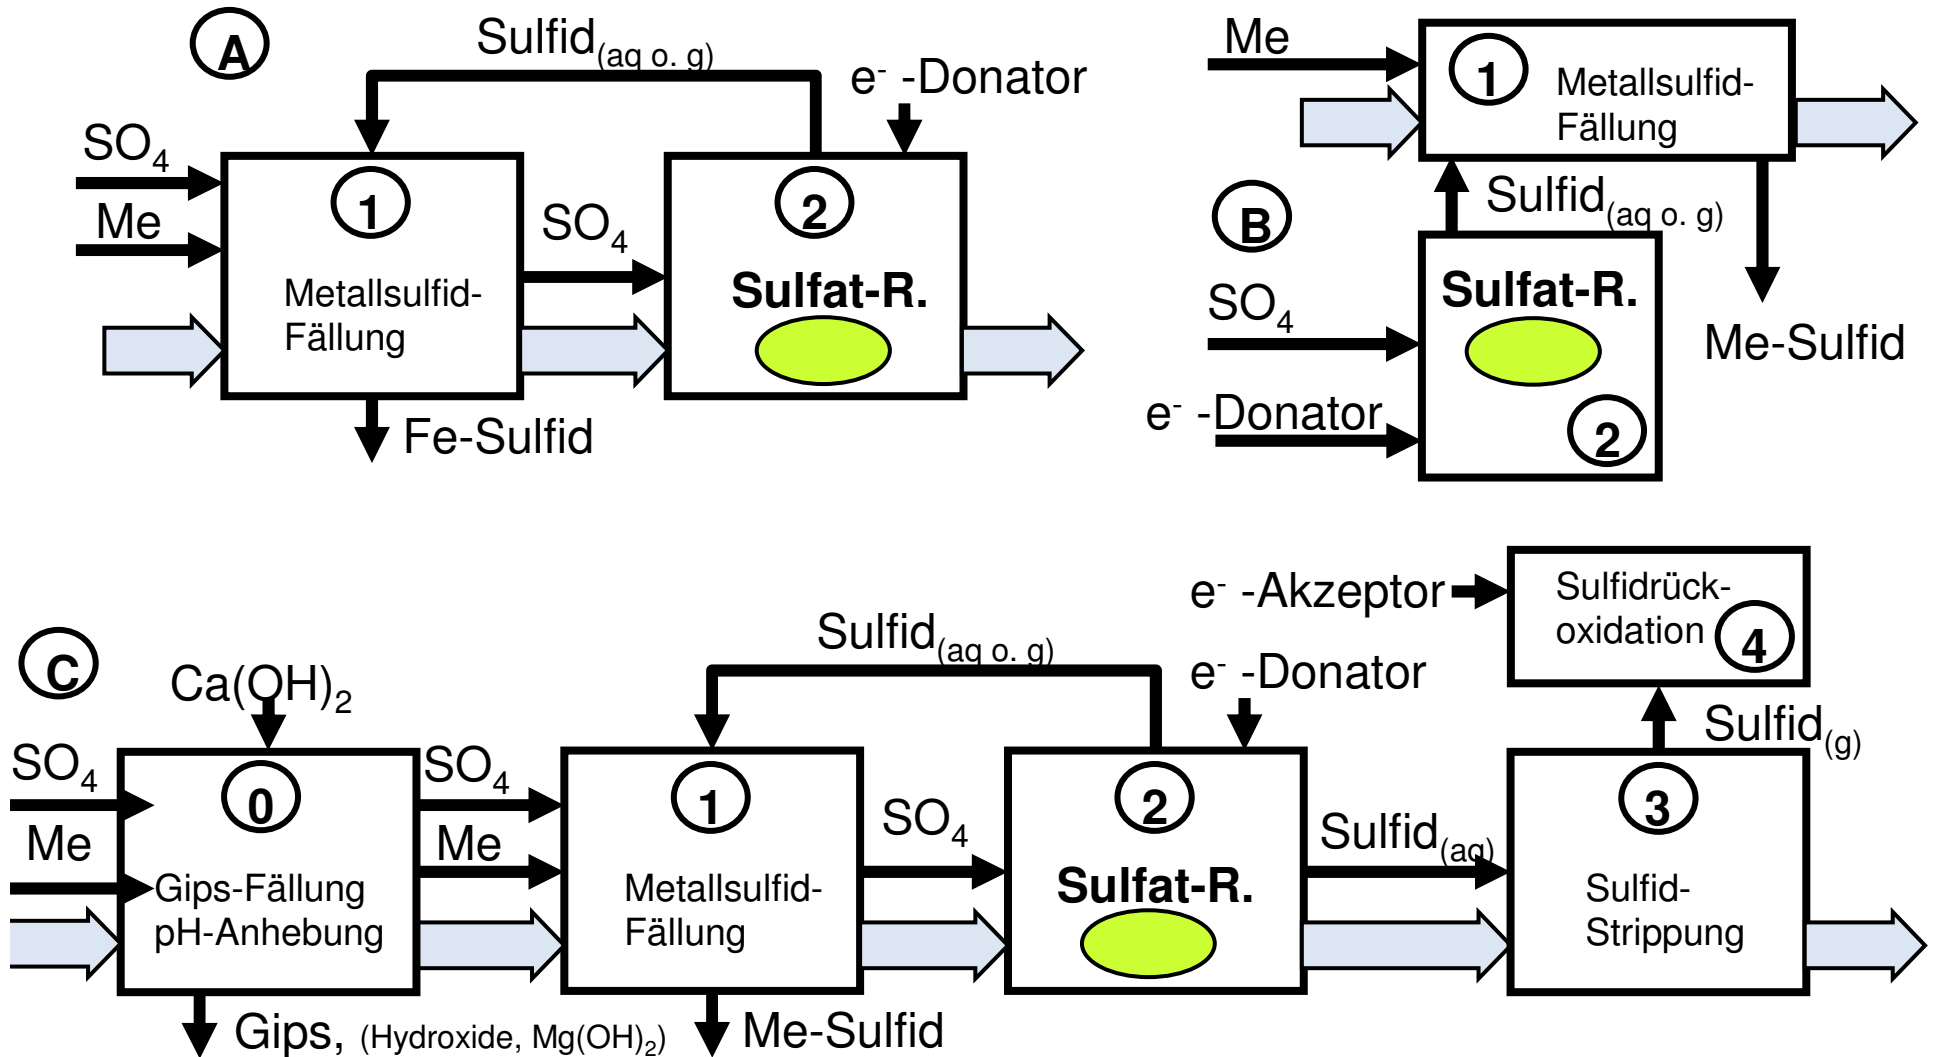 A
Sulfid(aq o. g)
e- -Donator
SO4
Me
1
Metallsulfid-
Fällung
SO4
2
Sulfat-R.
Fe-Sulfid
Me
1
Metallsulfid-
Fällung
B
Sulfid(aq o. g)
SO4
Sulfat-R.
e- -Donator
2
Me-Sulfid
C
Ca(OH)2
SO4
Me
0
Gips-Fällung
pH-Anhebung
Gips, (Hydroxide, Mg(OH)2)
SO4
Me
Sulfid(aq o. g)
1
Metallsulfid-
Fällung
Me-Sulfid
SO4
e- -Donator
2
Sulfat-R.
Sulfid(aq)
3
Sulfid-
Strippung
Sulfid(g)
e- -Akzeptor
Sulfidrück-
oxidation
4